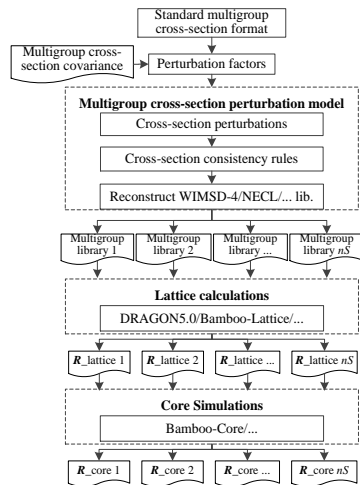 Standard multigroup
cross-section format
Multigroup cross-
section covariance
Perturbation factors
Multigroup cross-section perturbation model
Cross-section perturbations
Cross-section consistency rules
Reconstruct WIMSD-4/NECL/... lib.
Multigroup
library 1
Multigroup
library 2
Multigroup
library ...
Multigroup
library nS
Lattice calculations
DRAGON5.0/Bamboo-Lattice/...
R_lattice 1
R_lattice 2
R_lattice ...
R_lattice nS
Core Simulations
Bamboo-Core/...
R_core 1
R_core 2
R_core ...
R_core nS